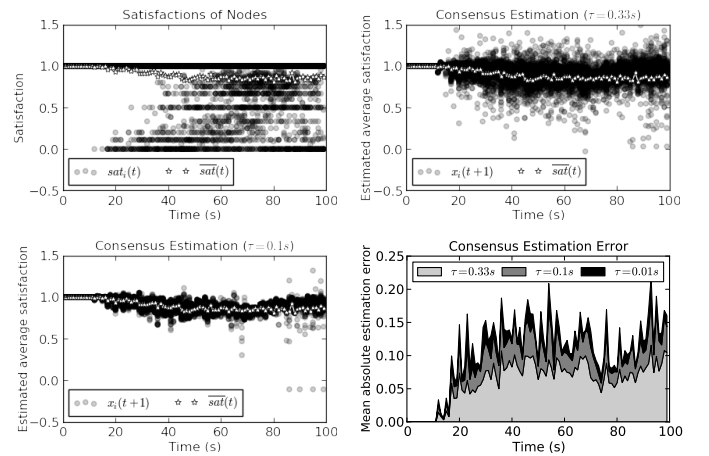 Satisfactions of Nodes
1.5
1.0
0.5
0.0
−0.5
Satisfaction
sat_i(t) sat(t)
0 20 40 60 80 100
Time (s)
Consensus Estimation (τ=0.33s)
1.5
1.0
0.5
0.0
−0.5
Estimated average satisfaction
x_i(t+1) sat(t)
0 20 40 60 80 100
Time (s)
Consensus Estimation (τ=0.1s)
1.5
1.0
0.5
0.0
−0.5
Estimated average satisfaction
x_i(t+1) sat(t)
0 20 40 60 80 100
Time (s)
Consensus Estimation Error
0.25
0.20
0.15
0.10
0.05
0.00
Mean absolute estimation error
τ=0.33s τ=0.1s τ=0.01s
0 20 40 60 80 100
Time (s)